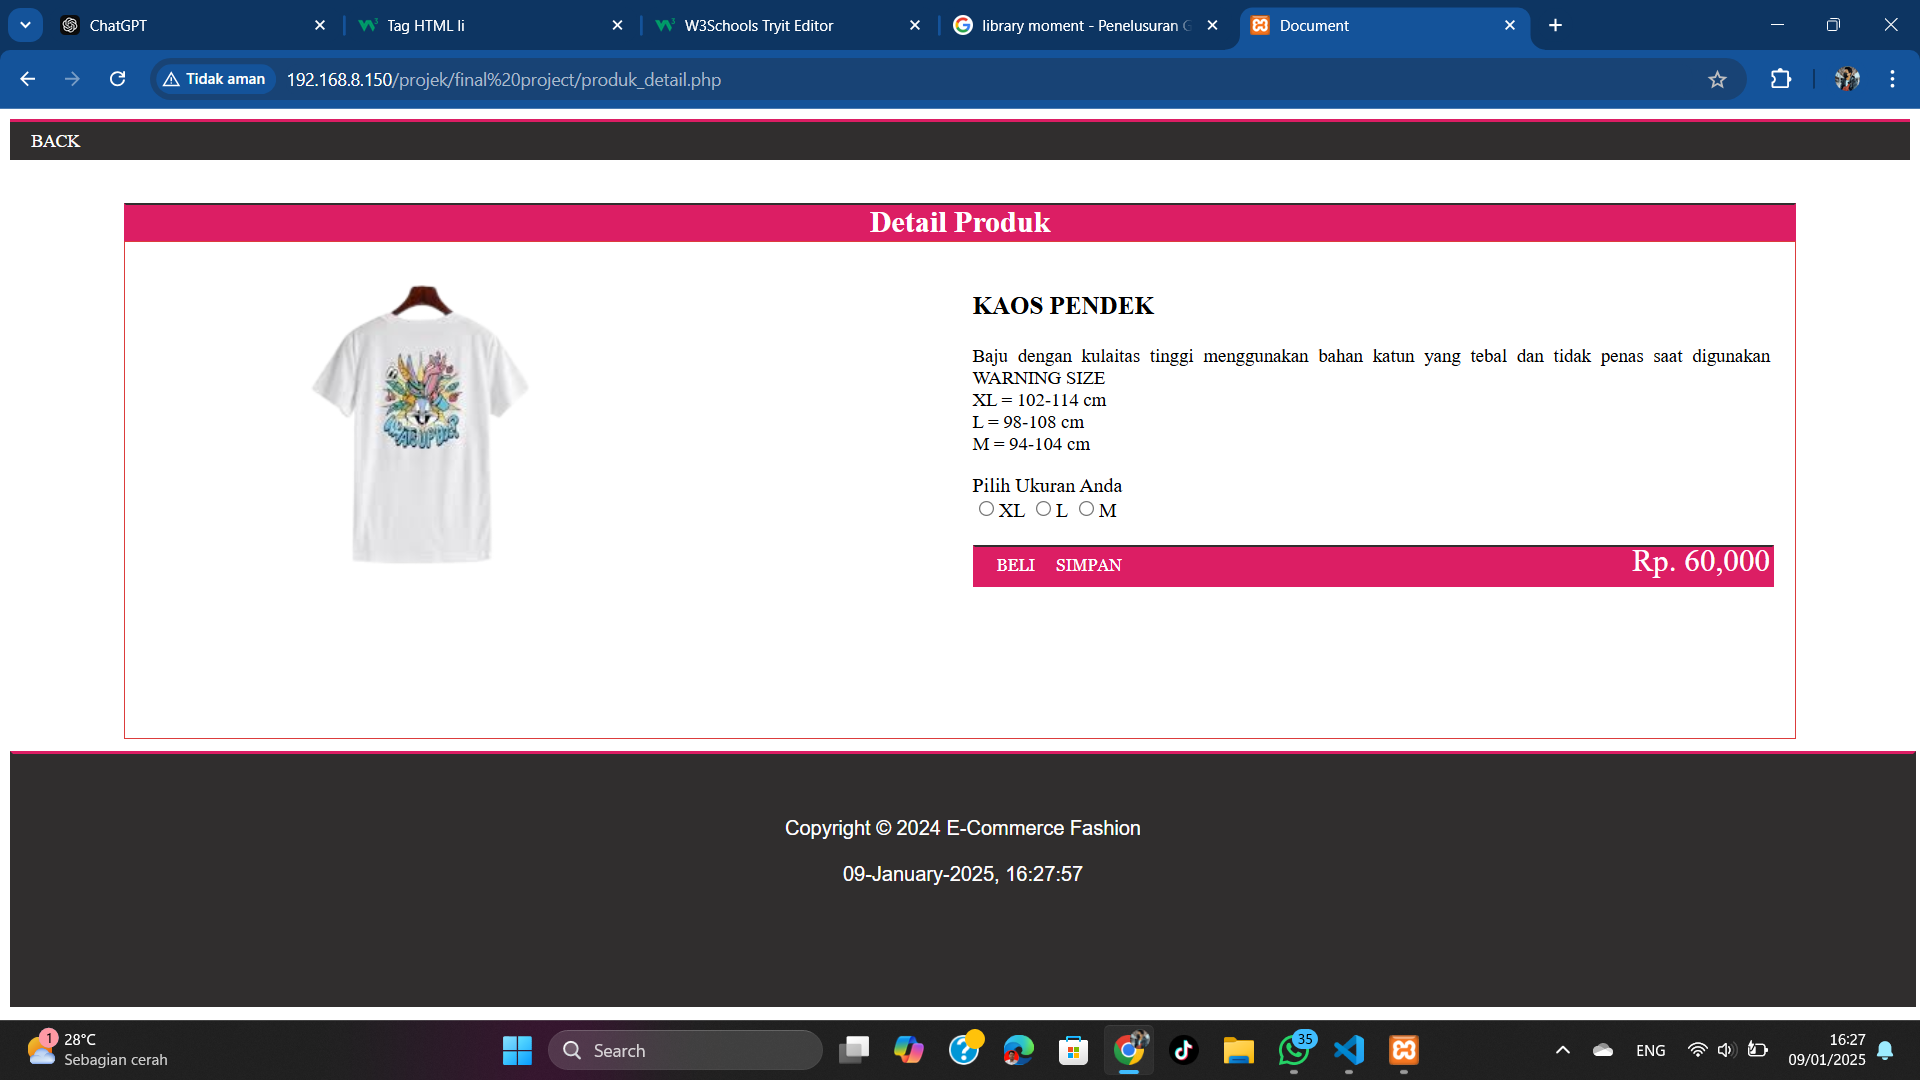 ChatGPT
Tag HTML li
W3Schools Tryit Editor
library moment - Penelusuran G
Document
Tidak aman
192.168.8.150/projek/final%20project/produk_detail.php
BACK
Detail Produk
KAOS PENDEK
Baju dengan kulaitas tinggi menggunakan bahan katun yang tebal dan tidak penas saat digunakan
WARNING SIZE
XL = 102-114 cm
L = 98-108 cm
M = 94-104 cm
Pilih Ukuran Anda
XL L M
BELI SIMPAN Rp. 60,000
Copyright © 2024 E-Commerce Fashion
09-January-2025, 16:27:57
1
28°C
Sebagian cerah
Search
35
ENG
16:27
09/01/2025